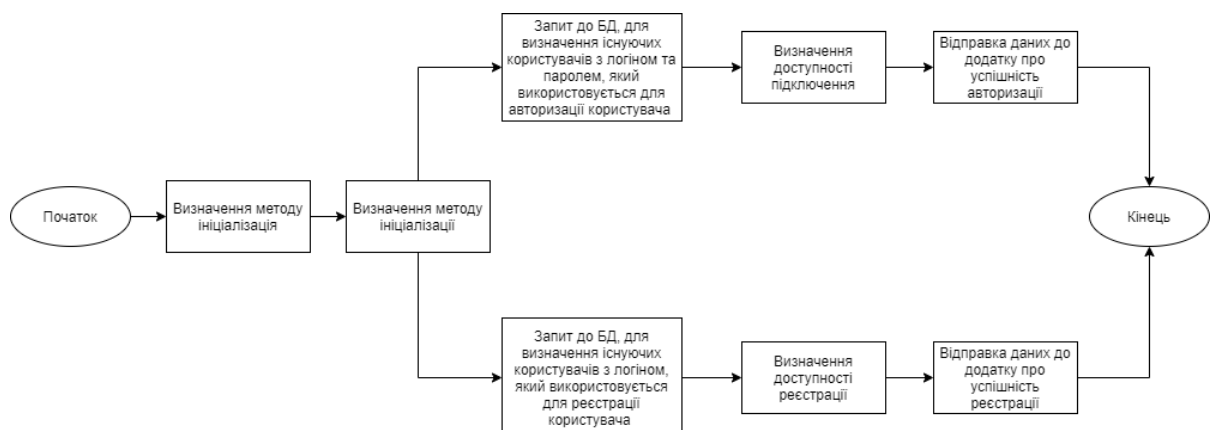 Початок
Визначення методу
ініціалізація
Визначення методу
ініціалізації
Запит до БД, для
визначення існуючих
користувачів з логіном та
паролем, який
використовується для
авторизації користувача
Визначення
доступності
підключення
Відправка даних до
додатку про
успішність
авторизації
Запит до БД, для
визначення існуючих
користувачів з логіном,
який використовується
для реєстрації
користувача
Визначення
доступності
реєстрації
Відправка даних до
додатку про
успішність
реєстрації
Кінець